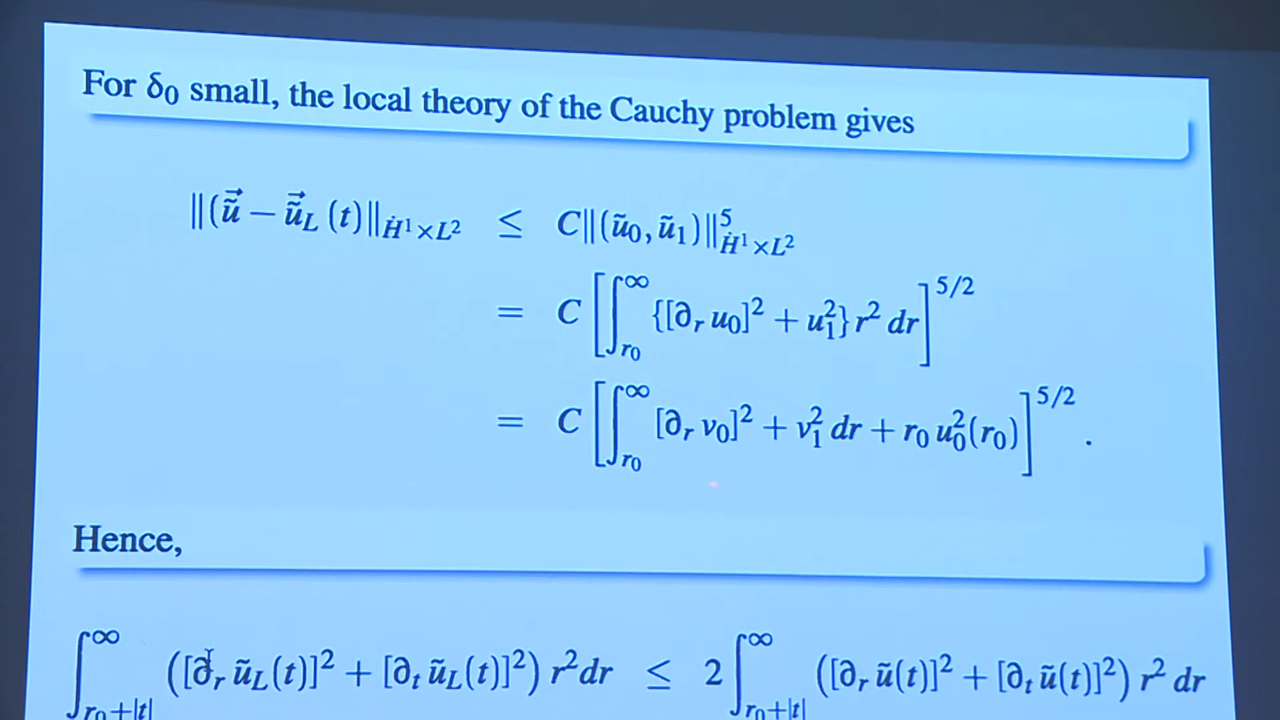 For δ₀ small, the local theory of the Cauchy problem gives
‖(ũ⃗ − ũ⃗_L (t)‖_{Ḣ¹×L²} ≤ C‖(ũ₀, ũ₁)‖⁵_{Ḣ¹×L²}
= C [∫_{r₀}^∞ {[∂_r u₀]² + u₁²} r² dr]^{5/2}
= C [∫_{r₀}^∞ [∂_r v₀]² + v₁² dr + r₀ u₀²(r₀)]^{5/2} .
Hence,
∫_{r₀+|t|}^∞ ([∂_r ũ_L(t)]² + [∂_t ũ_L(t)]²) r² dr ≤ 2 ∫_{r₀+|t|}^∞ ([∂_r ũ(t)]² + [∂_t ũ(t)]²) r² dr